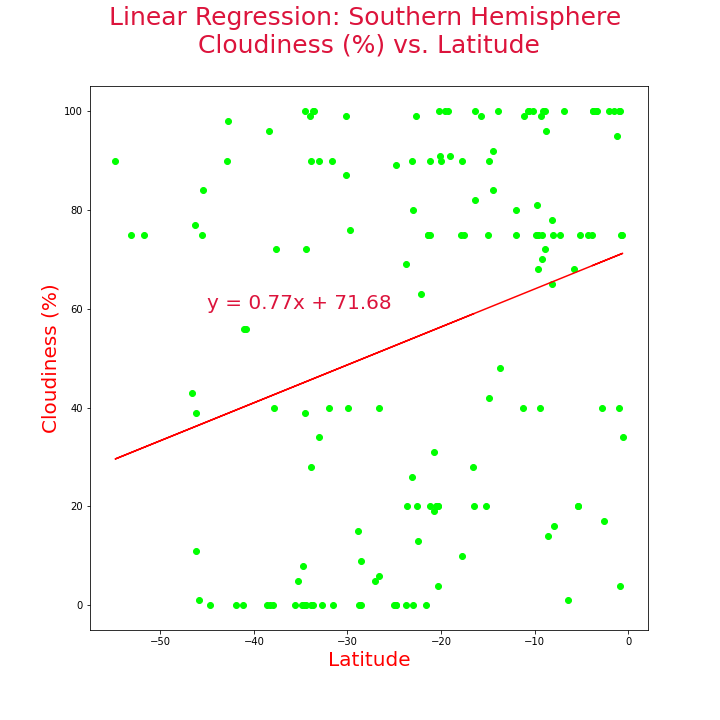 Linear Regression: Southern Hemisphere
Cloudiness (%) vs. Latitude
100
80
60
40
20
0
Cloudiness (%)
y = 0.77x + 71.68
−50
−40
−30
−20
−10
0
Latitude